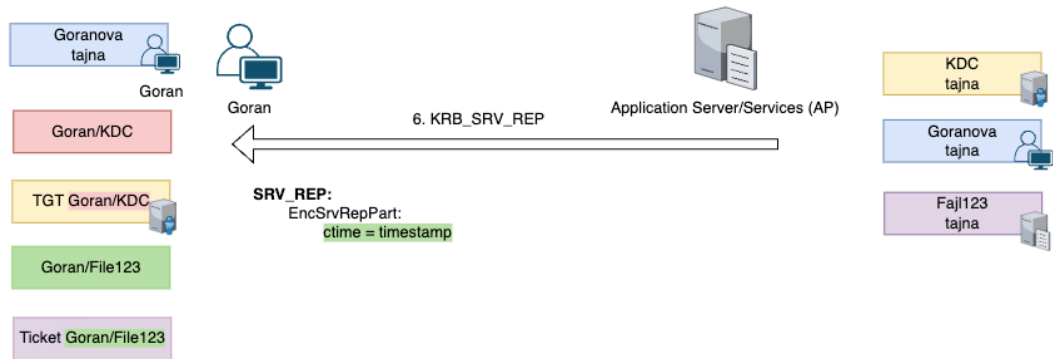 Goranova
tajna
Goran
Goran/KDC
TGT Goran/KDC
Goran/File123
Ticket Goran/File123
Goran
Application Server/Services (AP)
6. KRB_SRV_REP
SRV_REP:
EncSrvRepPart:
ctime = timestamp
KDC
tajna
Goranova
tajna
Fajl123
tajna